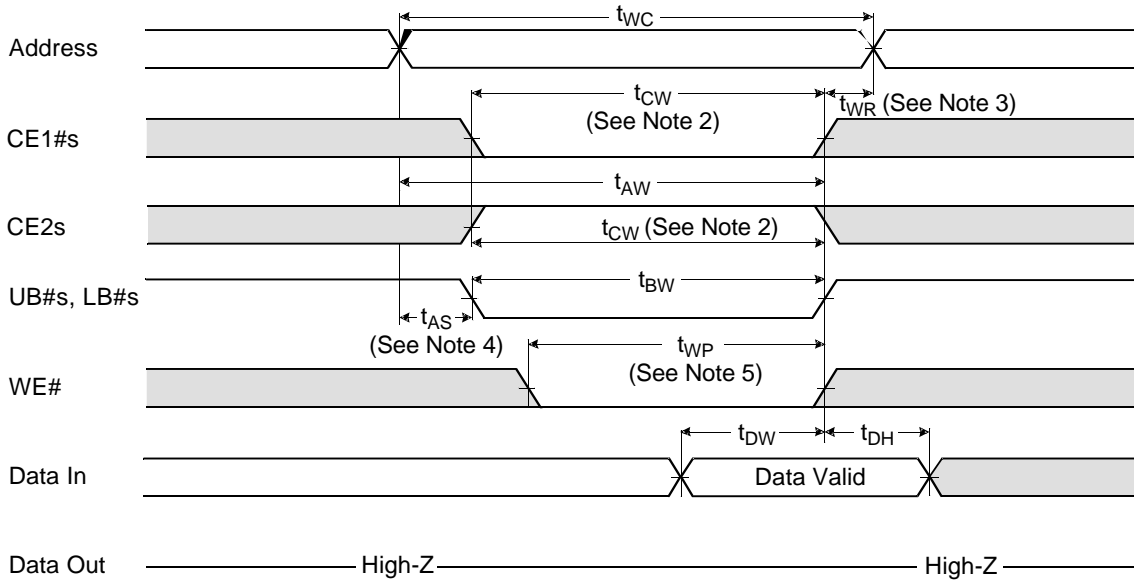 tWC
Address
tCW
(See Note 2)
tWR (See Note 3)
CE1#s
tAW
CE2s
tCW (See Note 2)
tBW
UB#s, LB#s
tAS
(See Note 4)
tWP
(See Note 5)
WE#
tDW
tDH
Data In
Data Valid
Data Out
High-Z
High-Z